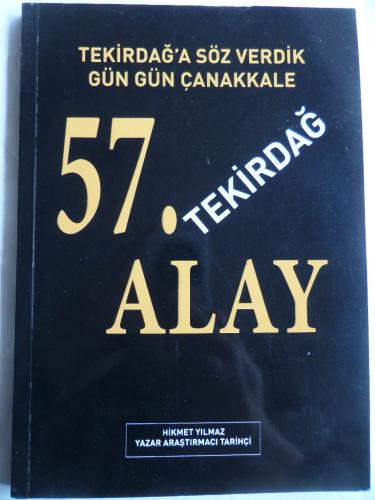 TEKİRDAĞ'A SÖZ VERDİK
GÜN GÜN ÇANAKKALE
57.
TEKİRDAĞ
ALAY
HİKMET YILMAZ
YAZAR ARAŞTIRMACI TARİHÇİ